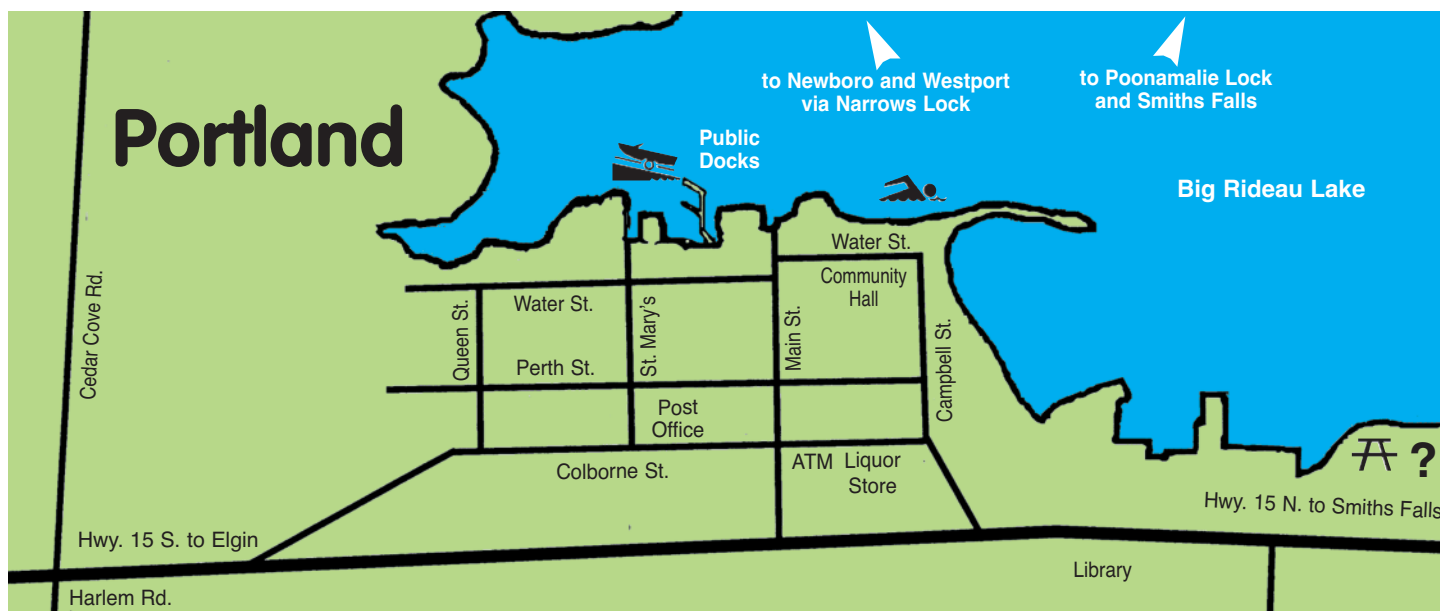 to Newboro and Westport
via Narrows Lock
to Poonamalie Lock
and Smiths Falls
Portland
Public
Docks
Big Rideau Lake
Water St.
Community
Hall
Cedar Cove Rd.
Queen St.
Water St.
St. Mary's
Main St.
Campbell St.
Perth St.
Post
Office
Colborne St.
ATM
Liquor
Store
?
Hwy. 15 N. to Smiths Falls
Hwy. 15 S. to Elgin
Library
Harlem Rd.